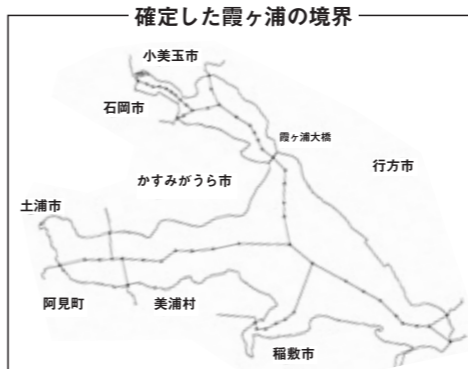 確定した霞ヶ浦の境界
小美玉市
石岡市
霞ヶ浦大橋
行方市
かすみがうら市
土浦市
阿見町
美浦村
稲敷市